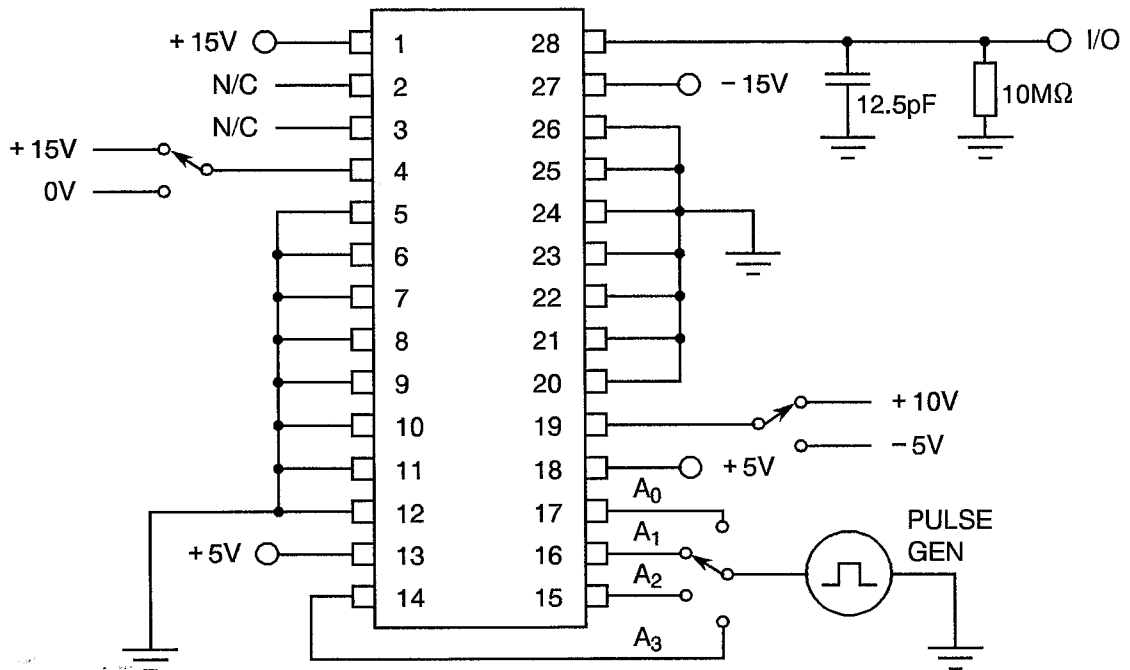 + 15V
N/C
N/C
+ 15V
0V
+ 5V
1
2
3
4
5
6
7
8
9
10
11
12
13
14
28
27
26
25
24
23
22
21
20
19
18
17
16
15
I/O
− 15V
12.5pF
10MΩ
+ 10V
− 5V
+ 5V
A0
A1
A2
A3
PULSE
GEN